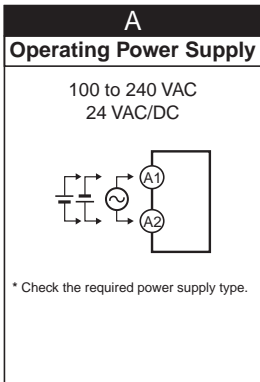 A
Operating Power Supply
100 to 240 VAC
24 VAC/DC
A1
A2
* Check the required power supply type.